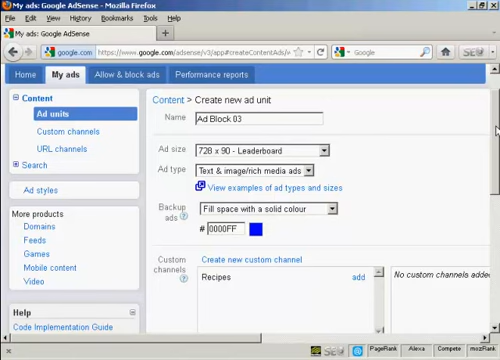 My ads: Google AdSense - Mozilla Firefox
File Edit View History Bookmarks Tools Help
My ads: Google AdSense
google.com https://www.google.com/adsense/v3/app#createContentAds/v Google
Home My ads Allow & block ads Performance reports
Content
Ad units
Custom channels
URL channels
Search
Ad styles
More products
Domains
Feeds
Games
Mobile content
Video
Help
Code Implementation Guide
Content > Create new ad unit
Name Ad Block 03
Ad size 728 x 90 - Leaderboard
Ad type Text & image/rich media ads
View examples of ad types and sizes
Backup ads Fill space with a solid colour
# 0000FF
Custom channels Create new custom channel
Recipes add No custom channels added
PageRank Alexa Compete mozRank